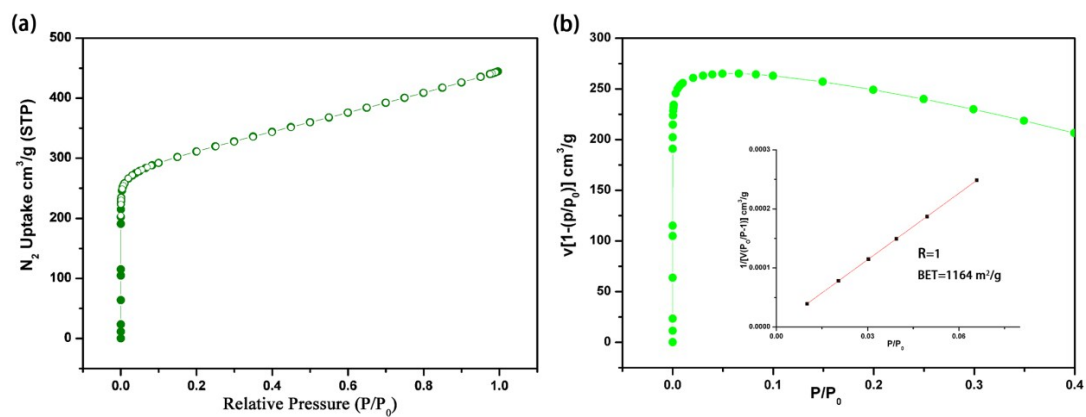 (a)
500
400
300
200
100
0
N₂ Uptake cm³/g (STP)
0.0 0.2 0.4 0.6 0.8 1.0
Relative Pressure (P/P₀)
(b)
300
250
200
150
100
50
0
v[1-(p/p₀)] cm³/g
0.0 0.1 0.2 0.3 0.4
P/P₀
0.0003
0.0002
0.0001
0.0000
1/[V(P₀/P-1)] cm³/g
R=1
BET=1164 m²/g
0.00 0.03 0.06
P/P₀